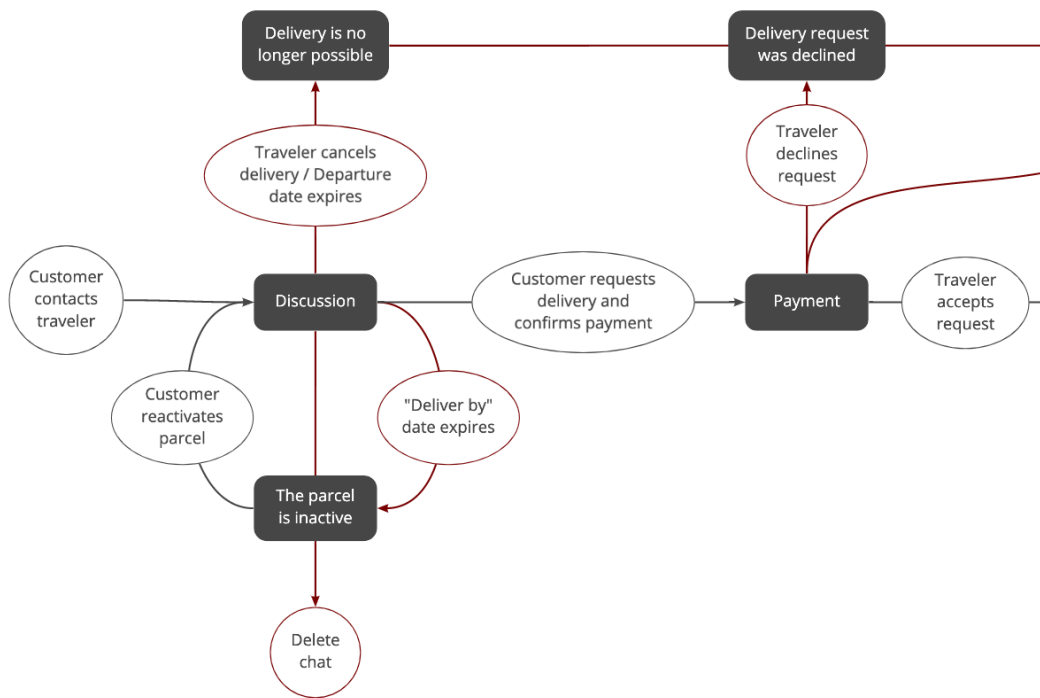 Delivery is no
longer possible
Delivery request
was declined
Traveler cancels
delivery / Departure
date expires
Traveler
declines
request
Customer
contacts
traveler
Discussion
Customer requests
delivery and
confirms payment
Payment
Traveler
accepts
request
Customer
reactivates
parcel
"Deliver by"
date expires
The parcel
is inactive
Delete
chat